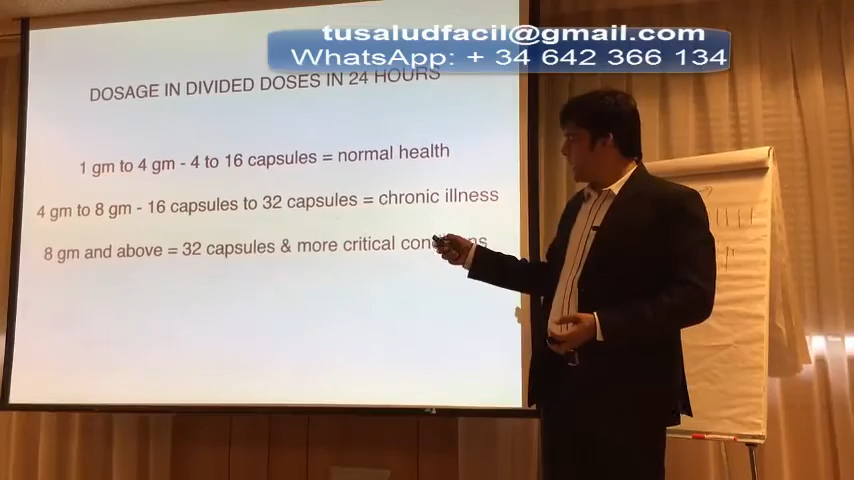 tusaludfacil@gmail.com
WhatsApp: + 34 642 366 134
DOSAGE IN DIVIDED DOSES IN 24 HOURS
1 gm to 4 gm - 4 to 16 capsules = normal health
4 gm to 8 gm - 16 capsules to 32 capsules = chronic illness
8 gm and above = 32 capsules & more critical